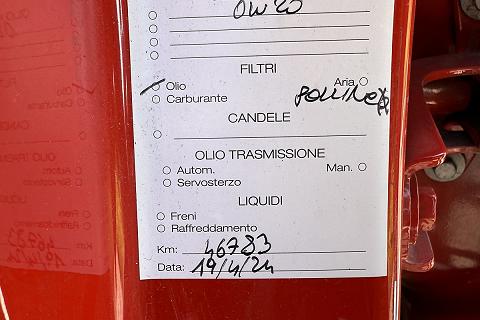 0W20
FILTRI
Olio Aria
Carburante POLLINE
CANDELE
OLIO TRASMISSIONE
Autom. Man.
Servosterzo
LIQUIDI
Freni
Raffreddamento
Km: 46783
Data: 19/4/24